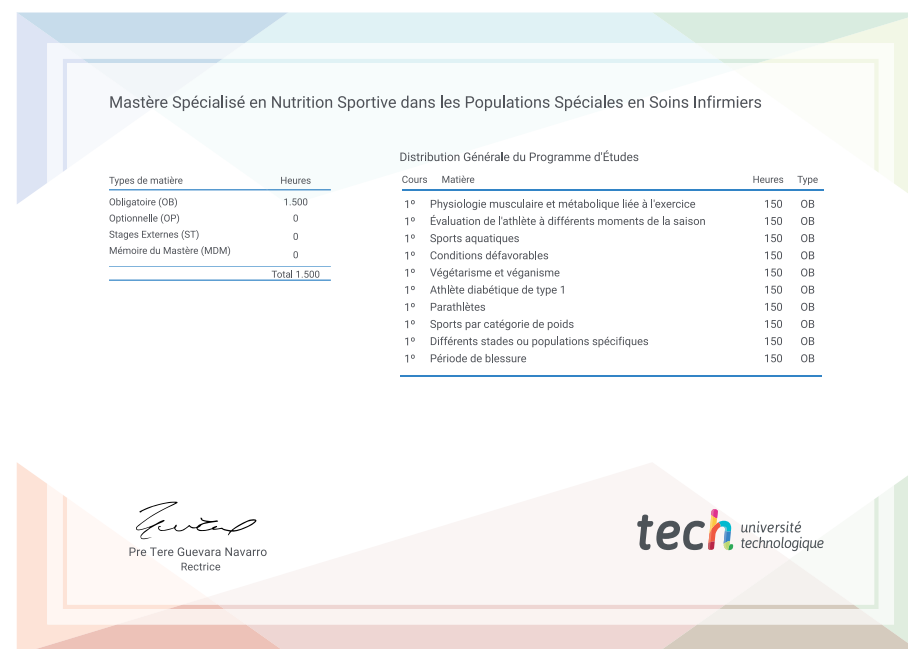 Mastère Spécialisé en Nutrition Sportive dans les Populations Spéciales en Soins Infirmiers
Types de matière Heures
Obligatoire (OB) 1.500
Optionnelle (OP) 0
Stages Externes (ST) 0
Mémoire du Mastère (MDM) 0
Total 1.500
Distribution Générale du Programme d'Études
Cours Matière Heures Type
1º Physiologie musculaire et métabolique liée à l'exercice 150 OB
1º Évaluation de l'athlète à différents moments de la saison 150 OB
1º Sports aquatiques 150 OB
1º Conditions défavorables 150 OB
1º Végétarisme et véganisme 150 OB
1º Athlète diabétique de type 1 150 OB
1º Parathlètes 150 OB
1º Sports par catégorie de poids 150 OB
1º Différents stades ou populations spécifiques 150 OB
1º Période de blessure 150 OB
Pre Tere Guevara Navarro
Rectrice
tech université
technologique